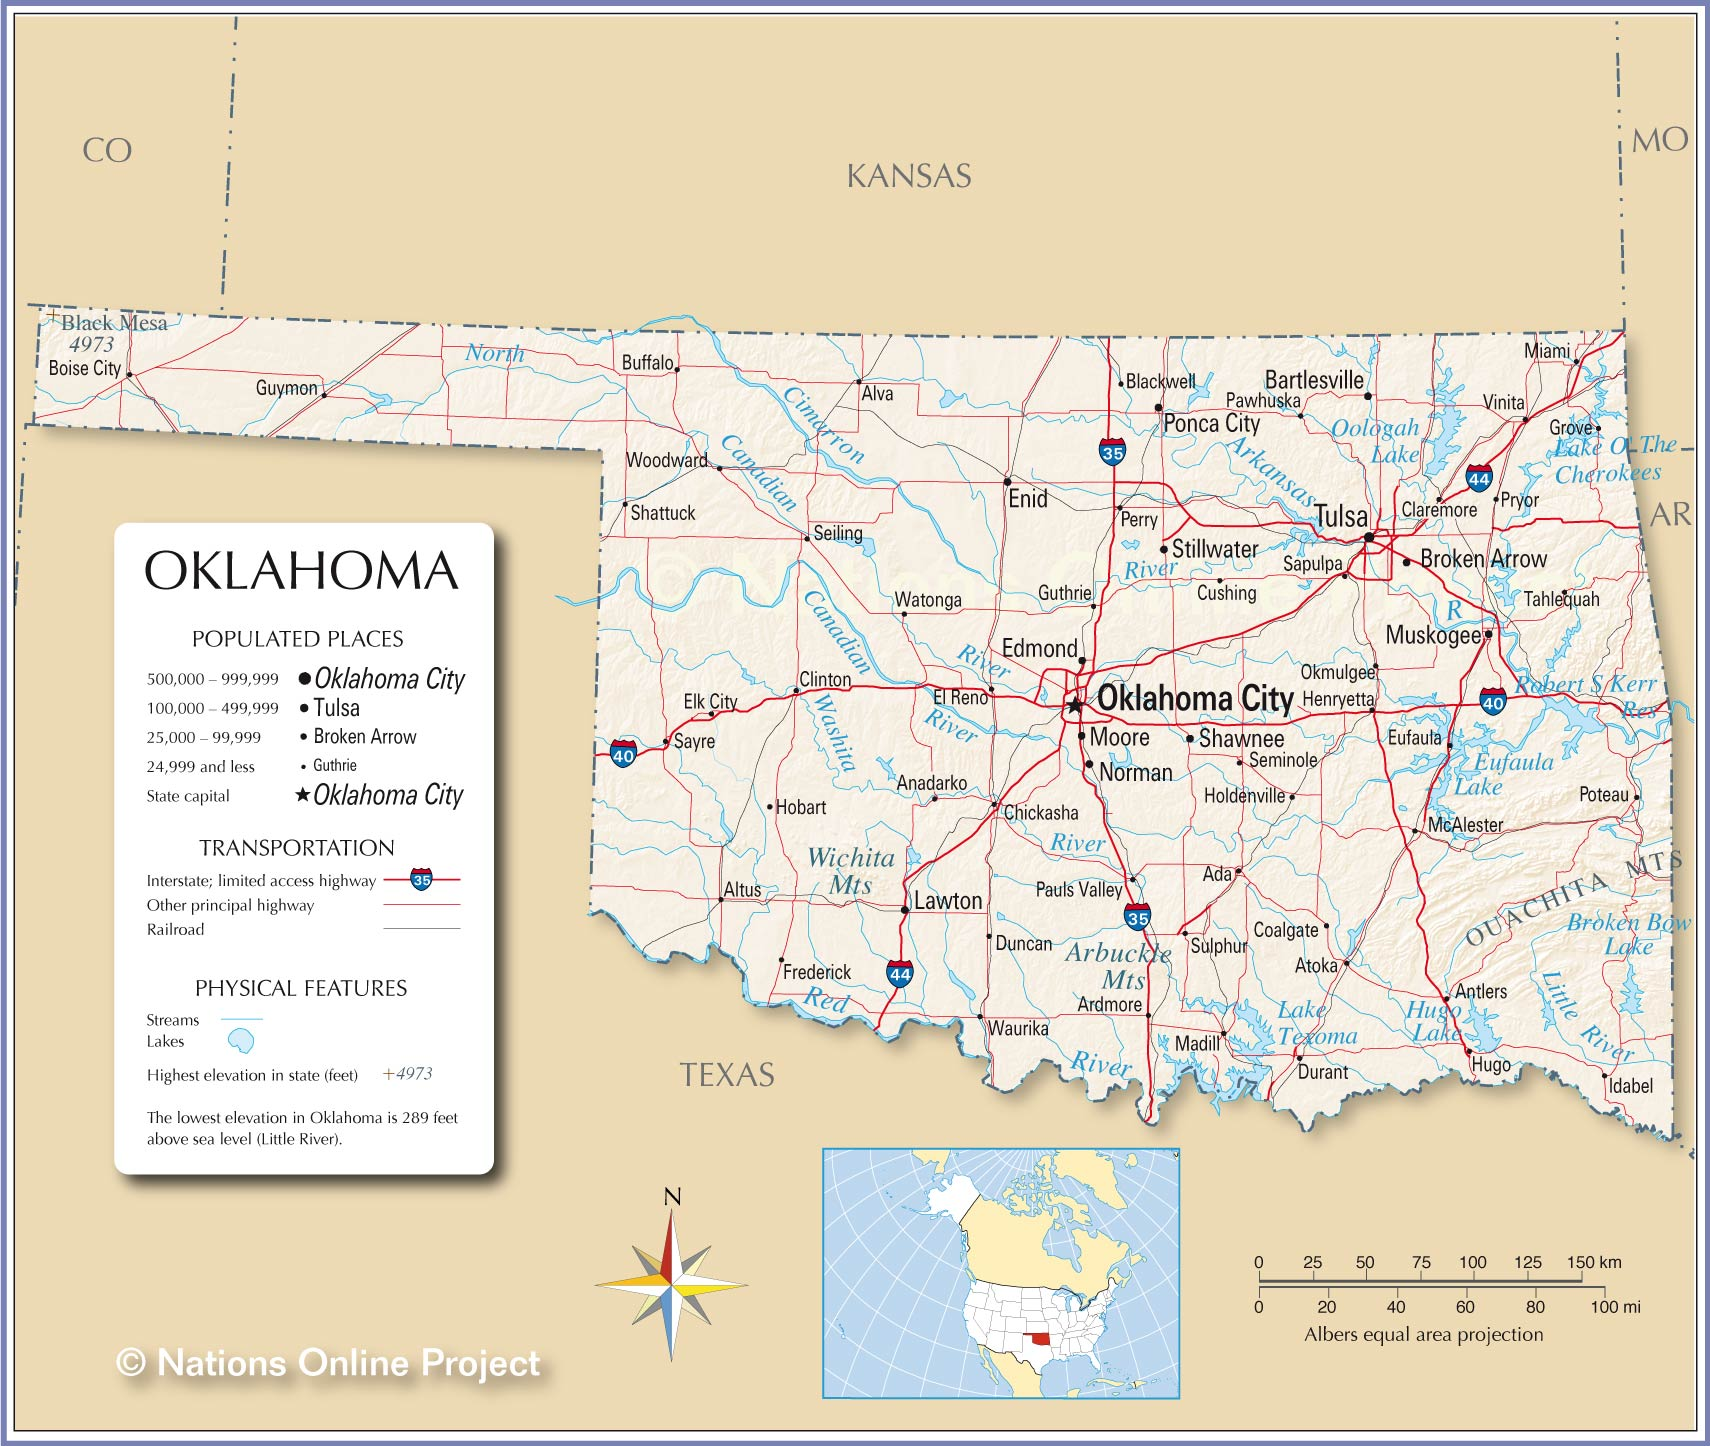 CO
KANSAS
MO
AR
TEXAS
Black Mesa
4973
Boise City
Guymon
North
Buffalo
Alva
Blackwell
Ponca City
Bartlesville
Pawhuska
Miami
Vinita
Grove
Lake O' The
Cherokees
Oologah
Lake
Cimarron
Canadian
Woodward
Shattuck
Seiling
Enid
35
Perry
Arkansas
44
Claremore
Pryor
Tulsa
Stillwater
River
Sapulpa
Broken Arrow
Cushing
Guthrie
Watonga
Tahlequah
R
Muskogee
Edmond
River
Canadian
Clinton
El Reno
Oklahoma City
Okmulgee
Henryetta
40
Robert S Kerr
Res
Elk City
Sayre
40
Washita
River
Moore
Shawnee
Norman
Seminole
Eufaula
Eufaula
Lake
Anadarko
Hobart
Chickasha
Holdenville
Poteau
McAlester
River
Wichita
Mts
Altus
Lawton
Pauls Valley
Ada
35
OUACHITA MTS
Broken Bow
Lake
Duncan
Arbuckle
Mts
Sulphur
Coalgate
Atoka
Frederick
44
Red
Waurika
Ardmore
Madill
Lake
Texoma
Hugo
Lake
Antlers
Little River
River
Durant
Hugo
Idabel
OKLAHOMA
POPULATED PLACES
500,000 – 999,999 Oklahoma City
100,000 – 499,999 Tulsa
25,000 – 99,999 Broken Arrow
24,999 and less Guthrie
State capital Oklahoma City
TRANSPORTATION
Interstate; limited access highway 35
Other principal highway
Railroad
PHYSICAL FEATURES
Streams
Lakes
Highest elevation in state (feet) +4973
The lowest elevation in Oklahoma is 289 feet
above sea level (Little River).
N
0 25 50 75 100 125 150 km
0 20 40 60 80 100 mi
Albers equal area projection
© Nations Online Project